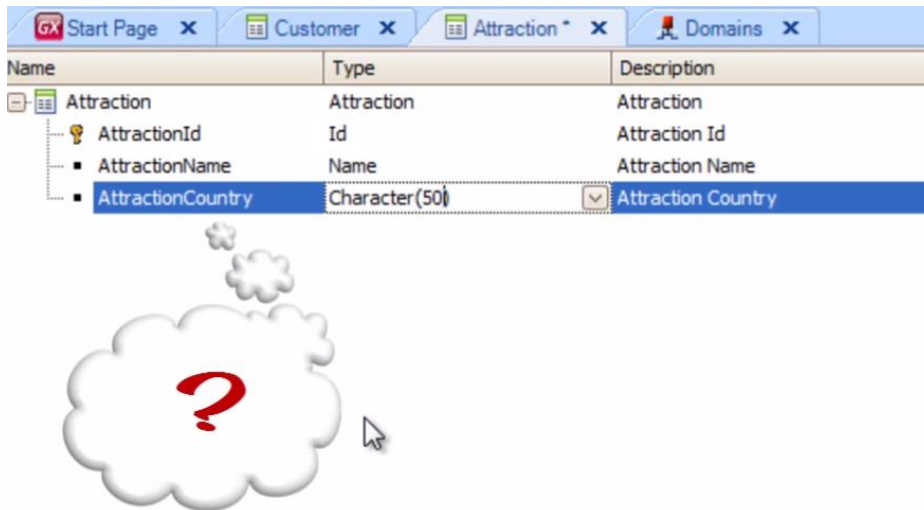 GX Start Page x Customer x Attraction * x Domains x
Name Type Description
Attraction Attraction Attraction
AttractionId Id Attraction Id
AttractionName Name Attraction Name
AttractionCountry Character(50) Attraction Country
?